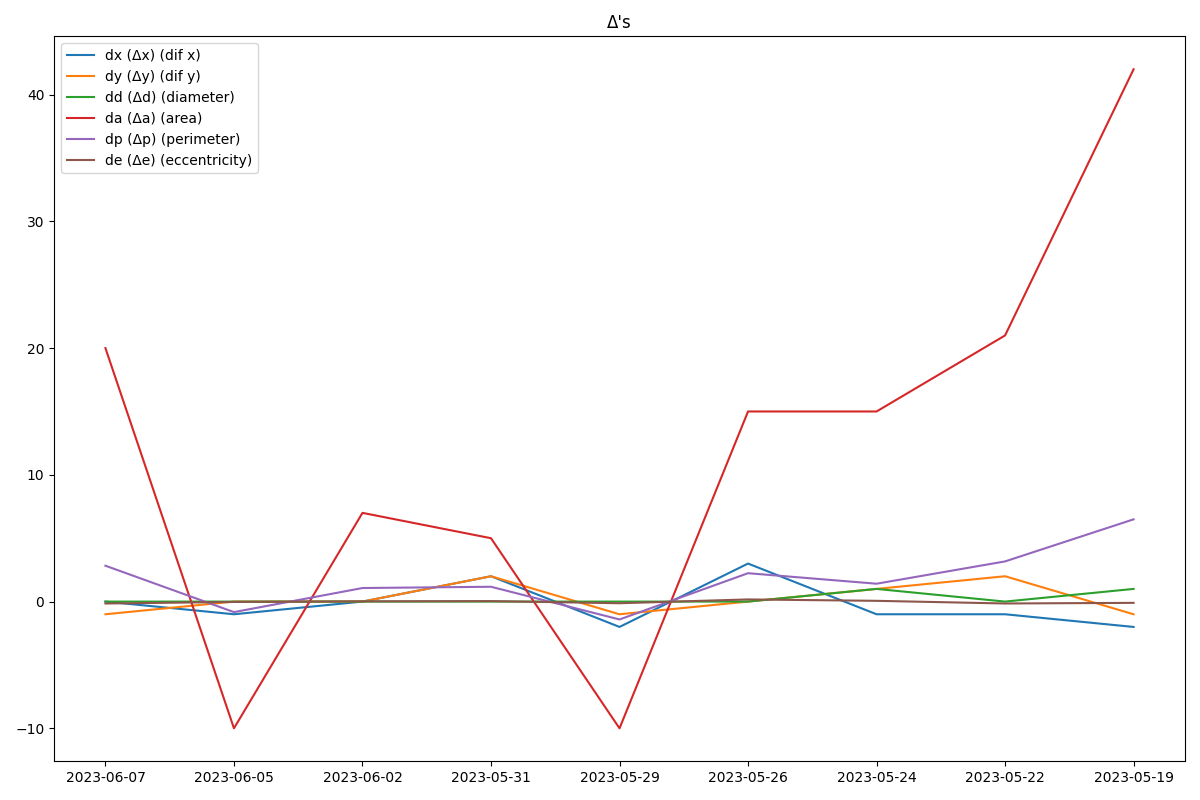 Δ's
dx (Δx) (dif x)
dy (Δy) (dif y)
dd (Δd) (diameter)
da (Δa) (area)
dp (Δp) (perimeter)
de (Δe) (eccentricity)
40
30
20
10
0
−10
2023-06-07 2023-06-05 2023-06-02 2023-05-31 2023-05-29 2023-05-26 2023-05-24 2023-05-22 2023-05-19